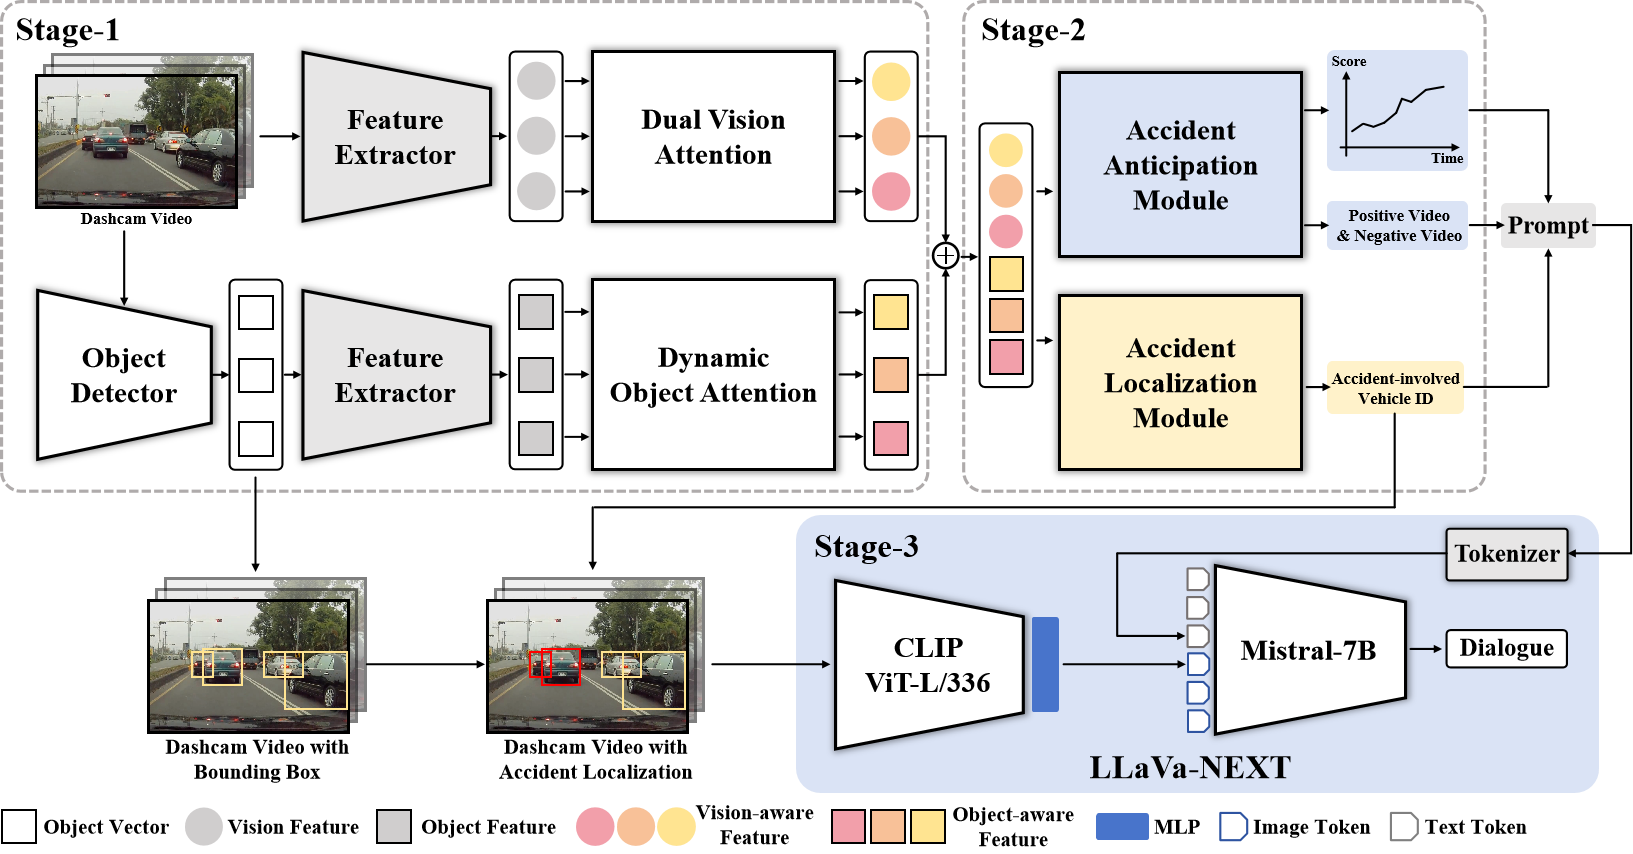 Stage-1
Dashcam Video
Feature
Extractor
Dual Vision
Attention
Object
Detector
Feature
Extractor
Dynamic
Object Attention
Stage-2
Accident
Anticipation
Module
Score
Time
Positive Video
& Negative Video
Prompt
Accident
Localization
Module
Accident-involved
Vehicle ID
Dashcam Video with
Bounding Box
Dashcam Video with
Accident Localization
Stage-3
CLIP
ViT-L/336
Tokenizer
Mistral-7B
Dialogue
LLaVa-NEXT
Object Vector
Vision Feature
Object Feature
Vision-aware
Feature
Object-aware
Feature
MLP
Image Token
Text Token